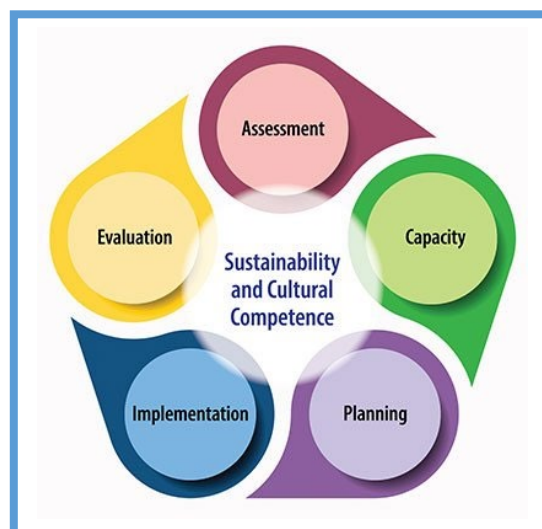 Assessment
Capacity
Planning
Implementation
Evaluation
Sustainability
and Cultural
Competence